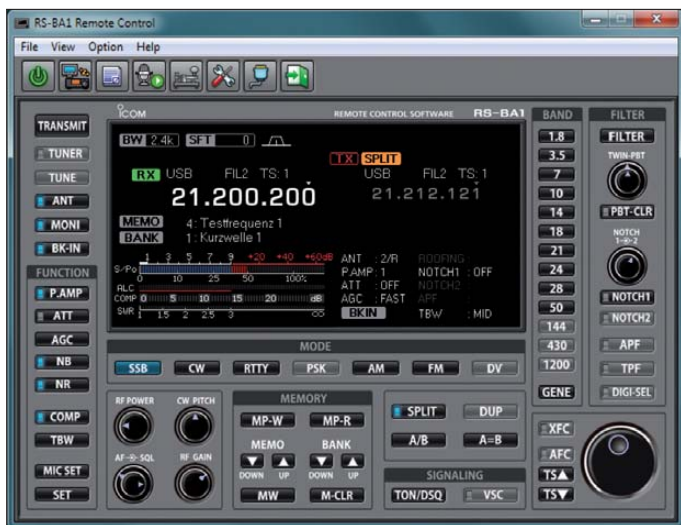 RS-BA1 Remote Control
File View Option Help
ICOM REMOTE CONTROL SOFTWARE RS-BA1
TRANSMIT
TUNER
TUNE
ANT
MONI
BK-IN
FUNCTION
P.AMP
ATT
AGC
NB
NR
COMP
TBW
MIC SET
SET
BW 2.4k SFT 0
TX SPLIT
RX USB FIL2 TS: 1 USB FIL2 TS: 1
21.200.200 21.212.121
MEMO 4: Testfrequenz 1
BANK 1: Kurzwelle 1
1 3 5 7 9 +20 +40 +60dB
S/Po
0 10 25 50 100%
ALC
COMP 0 5 10 15 20 dB
SWR 1 1.5 2 2.5 3 ∞
ANT : 2/R ROOFING :
P.AMP : 1 NOTCH1 : OFF
ATT : OFF NOTCH2 :
AGC : FAST APF :
BKIN TBW : MID
MODE
SSB CW RTTY PSK AM FM DV
RF POWER CW PITCH
AF SQL RF GAIN
MEMORY
MP-W MP-R
MEMO BANK
DOWN UP DOWN UP
MW M-CLR
SPLIT DUP
A/B A=B
SIGNALING
TON/DSQ VSC
BAND
1.8
3.5
7
10
14
18
21
24
28
50
144
430
1200
GENE
FILTER
FILTER
TWIN-PBT
PBT-CLR
NOTCH
1 2
NOTCH1
NOTCH2
APF
TPF
DIGI-SEL
XFC
AFC
TS▲
TS▼